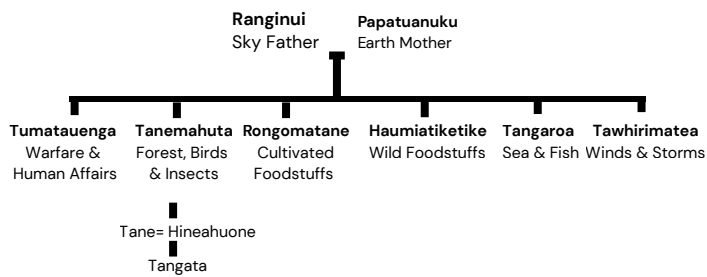 Ranginui
Sky Father
Papatuanuku
Earth Mother
Tumatauenga
Warfare &
Human Affairs
Tanemahuta
Forest, Birds
& Insects
Rongomatane
Cultivated
Foodstuffs
Haumiatiketike
Wild Foodstuffs
Tangaroa
Sea & Fish
Tawhirimatea
Winds & Storms
Tane= Hineahuone
Tangata